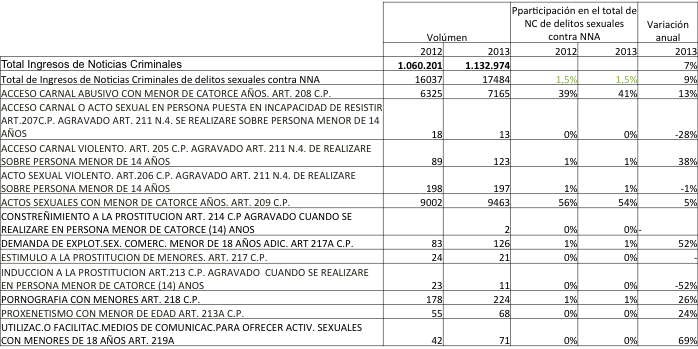 Pparticipación en el total de
NC de delitos sexuales
contra NNA
Variación
anual
Volúmen
2012 2013 2012 2013 2013
Total Ingresos de Noticias Criminales 1.060.201 1.132.974 7%
Total de Ingresos de Noticias Criminales de delitos sexuales contra NNA 16037 17484 1,5% 1,5% 9%
ACCESO CARNAL ABUSIVO CON MENOR DE CATORCE AÑOS. ART. 208 C.P. 6325 7165 39% 41% 13%
ACCESO CARNAL O ACTO SEXUAL EN PERSONA PUESTA EN INCAPACIDAD DE RESISTIR
ART.207C.P. AGRAVADO ART. 211 N.4. SE REALIZARE SOBRE PERSONA MENOR DE 14
AÑOS 18 13 0% 0% -28%
ACCESO CARNAL VIOLENTO. ART. 205 C.P. AGRAVADO ART. 211 N.4. DE REALIZARE
SOBRE PERSONA MENOR DE 14 AÑOS 89 123 1% 1% 38%
ACTO SEXUAL VIOLENTO. ART.206 C.P. AGRAVADO ART. 211 N.4. DE REALIZARE
SOBRE PERSONA MENOR DE 14 AÑOS 198 197 1% 1% -1%
ACTOS SEXUALES CON MENOR DE CATORCE AÑOS. ART. 209 C.P. 9002 9463 56% 54% 5%
CONSTREÑIMIENTO A LA PROSTITUCION ART. 214 C.P AGRAVADO CUANDO SE
REALIZARE EN PERSONA MENOR DE CATORCE (14) ANOS 2 0% 0% -
DEMANDA DE EXPLOT.SEX. COMERC. MENOR DE 18 AÑOS ADIC. ART 217A C.P. 83 126 1% 1% 52%
ESTIMULO A LA PROSTITUCION DE MENORES. ART. 217 C.P. 24 21 0% 0% -
INDUCCION A LA PROSTITUCION ART.213 C.P. AGRAVADO CUANDO SE REALIZARE
EN PERSONA MENOR DE CATORCE (14) ANOS 23 11 0% 0% -52%
PORNOGRAFIA CON MENORES ART. 218 C.P. 178 224 1% 1% 26%
PROXENETISMO CON MENOR DE EDAD ART. 213A C.P. 55 68 0% 0% 24%
UTILIZAC.O FACILITAC.MEDIOS DE COMUNICAC.PARA OFRECER ACTIV. SEXUALES
CON MENORES DE 18 AÑOS ART. 219A 42 71 0% 0% 69%